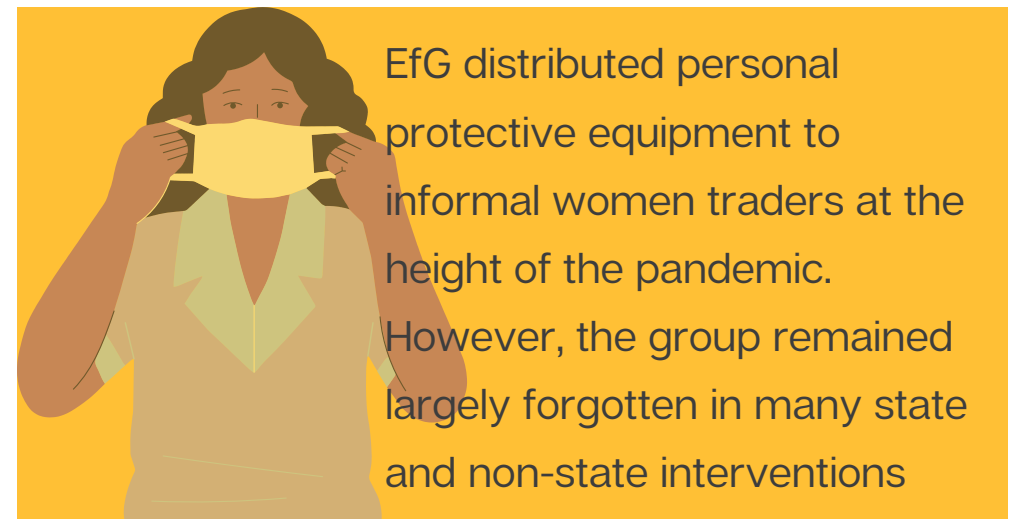 EfG distributed personal
protective equipment to
informal women traders at the
height of the pandemic.
However, the group remained
largely forgotten in many state
and non-state interventions